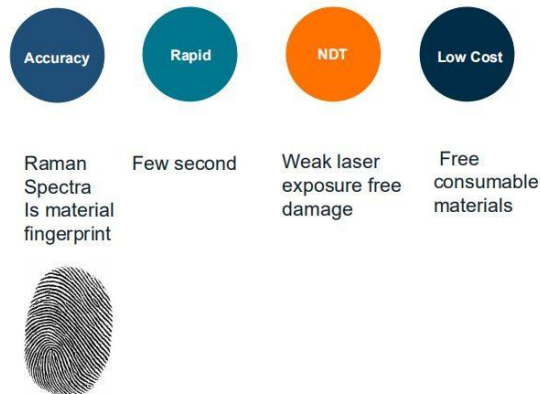 Accuracy
Rapid
NDT
Low Cost
Raman
Spectra
Is material
fingerprint
Few second
Weak laser
exposure free
damage
Free
consumable
materials